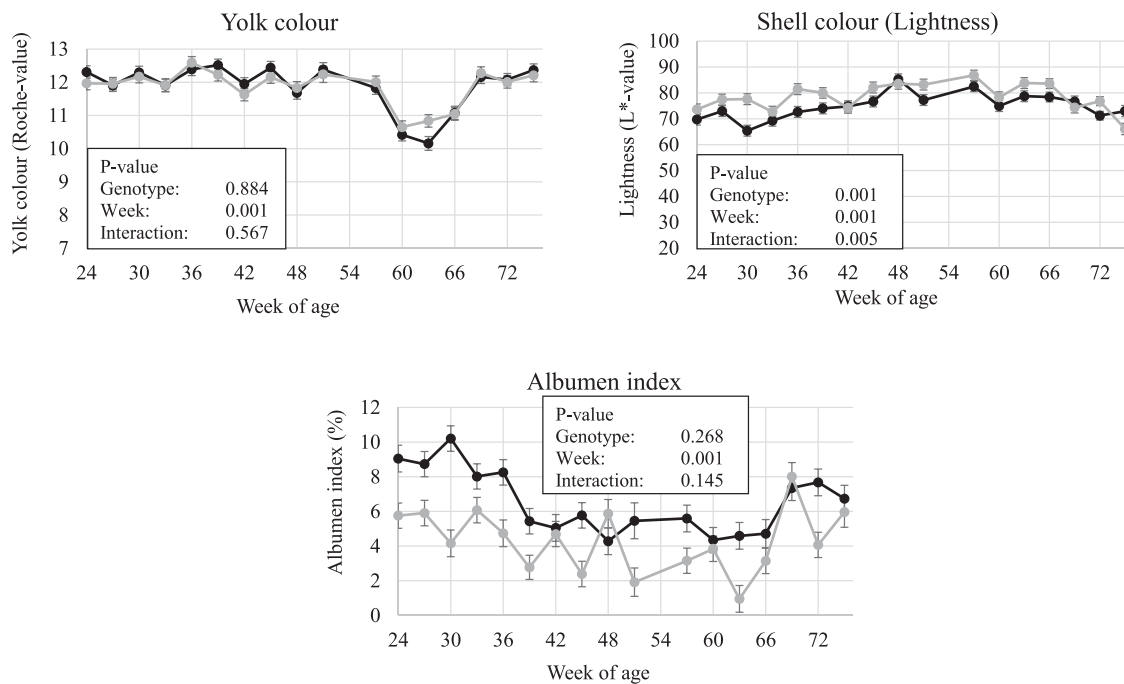 Yolk colour
Yolk colour (Roche-value)
13
12
11
10
9
8
7
P-value
Genotype: 0.884
Week: 0.001
Interaction: 0.567
24 30 36 42 48 54 60 66 72
Week of age
Shell colour (Lightness)
Lightness (L*-value)
100
90
80
70
60
50
40
30
20
P-value
Genotype: 0.001
Week: 0.001
Interaction: 0.005
24 30 36 42 48 54 60 66 72
Week of age
Albumen index
Albumen index (%)
12
10
8
6
4
2
0
P-value
Genotype: 0.268
Week: 0.001
Interaction: 0.145
24 30 36 42 48 54 60 66 72
Week of age